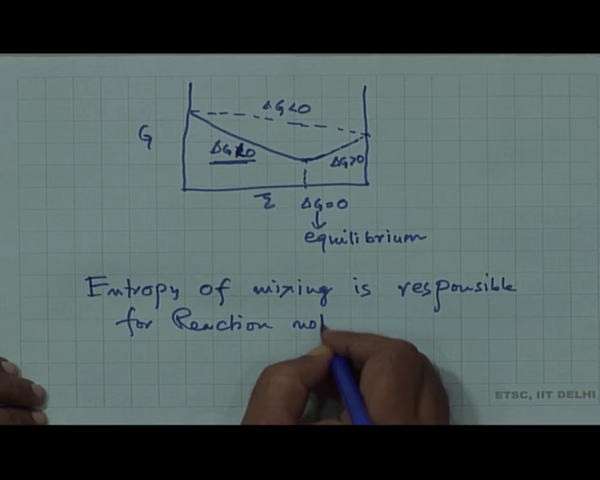 ΔG<0
G
ΔG<0
ΔG>0
ξ
ΔG=0
equilibrium
Entropy of mixing is responsible
for Reaction not
ETSC, IIT DELHI